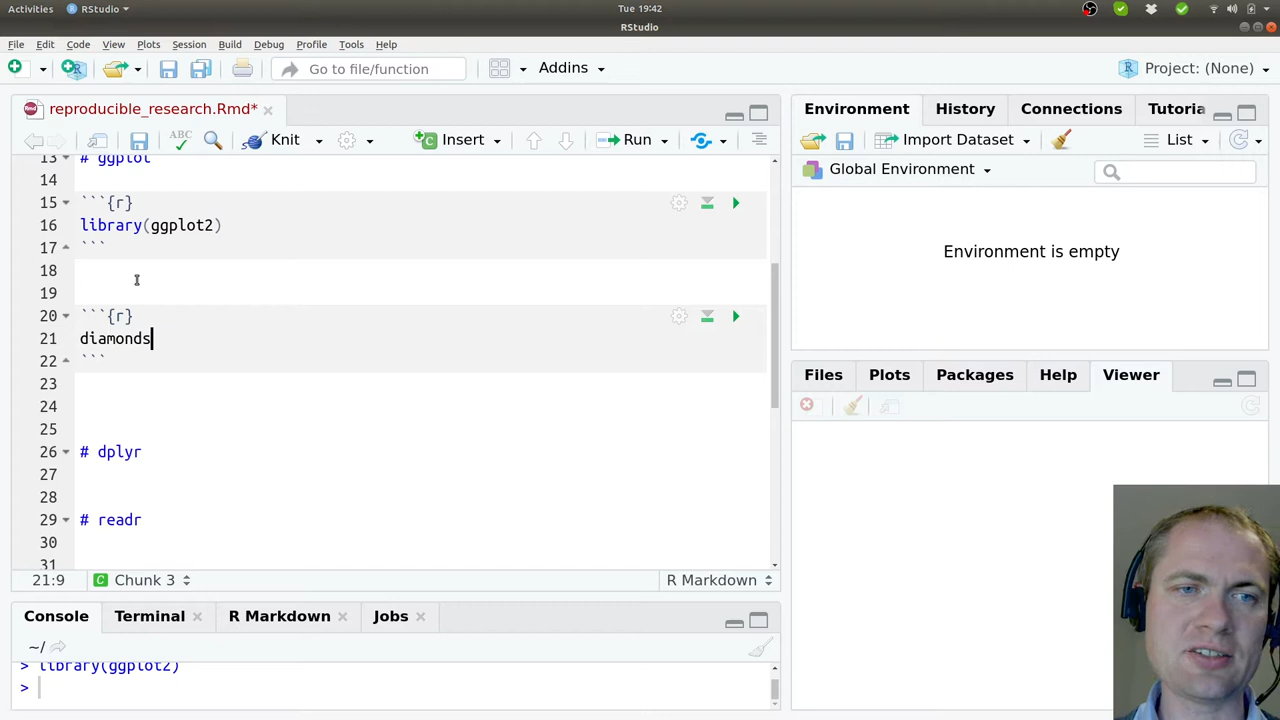 Activities RStudio Tue 19:42
RStudio
File Edit Code View Plots Session Build Debug Profile Tools Help
Go to file/function Addins Project: (None)
reproducible_research.Rmd*
ABC Knit Insert Run
13 # ggplot
14
15 ```{r}
16 library(ggplot2)
17 ```
18
19
20 ```{r}
21 diamonds
22 ```
23
24
25
26 # dplyr
27
28
29 # readr
30
31
21:9 Chunk 3 R Markdown
Console Terminal R Markdown Jobs
~/
> library(ggplot2)
>
Environment History Connections Tutoria
Import Dataset List
Global Environment
Environment is empty
Files Plots Packages Help Viewer